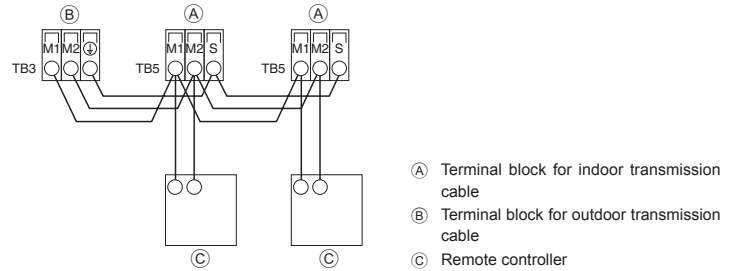 Ⓑ Ⓐ Ⓐ
M1 M2 ⏚ M1 M2 S M1 M2 S
TB3 TB5 TB5
Ⓒ Ⓒ
Ⓐ Terminal block for indoor transmission
cable
Ⓑ Terminal block for outdoor transmission
cable
Ⓒ Remote controller